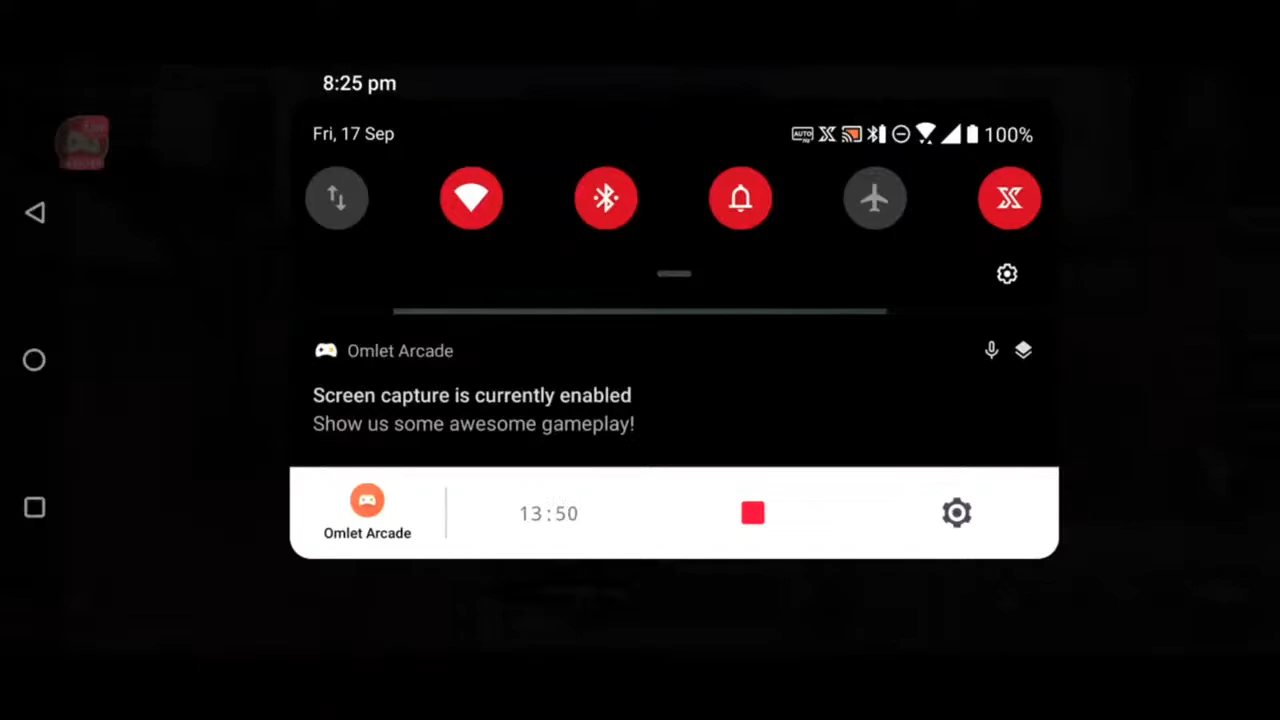 8:25 pm
Fri, 17 Sep
100%
Omlet Arcade
Screen capture is currently enabled
Show us some awesome gameplay!
13:50
Omlet Arcade